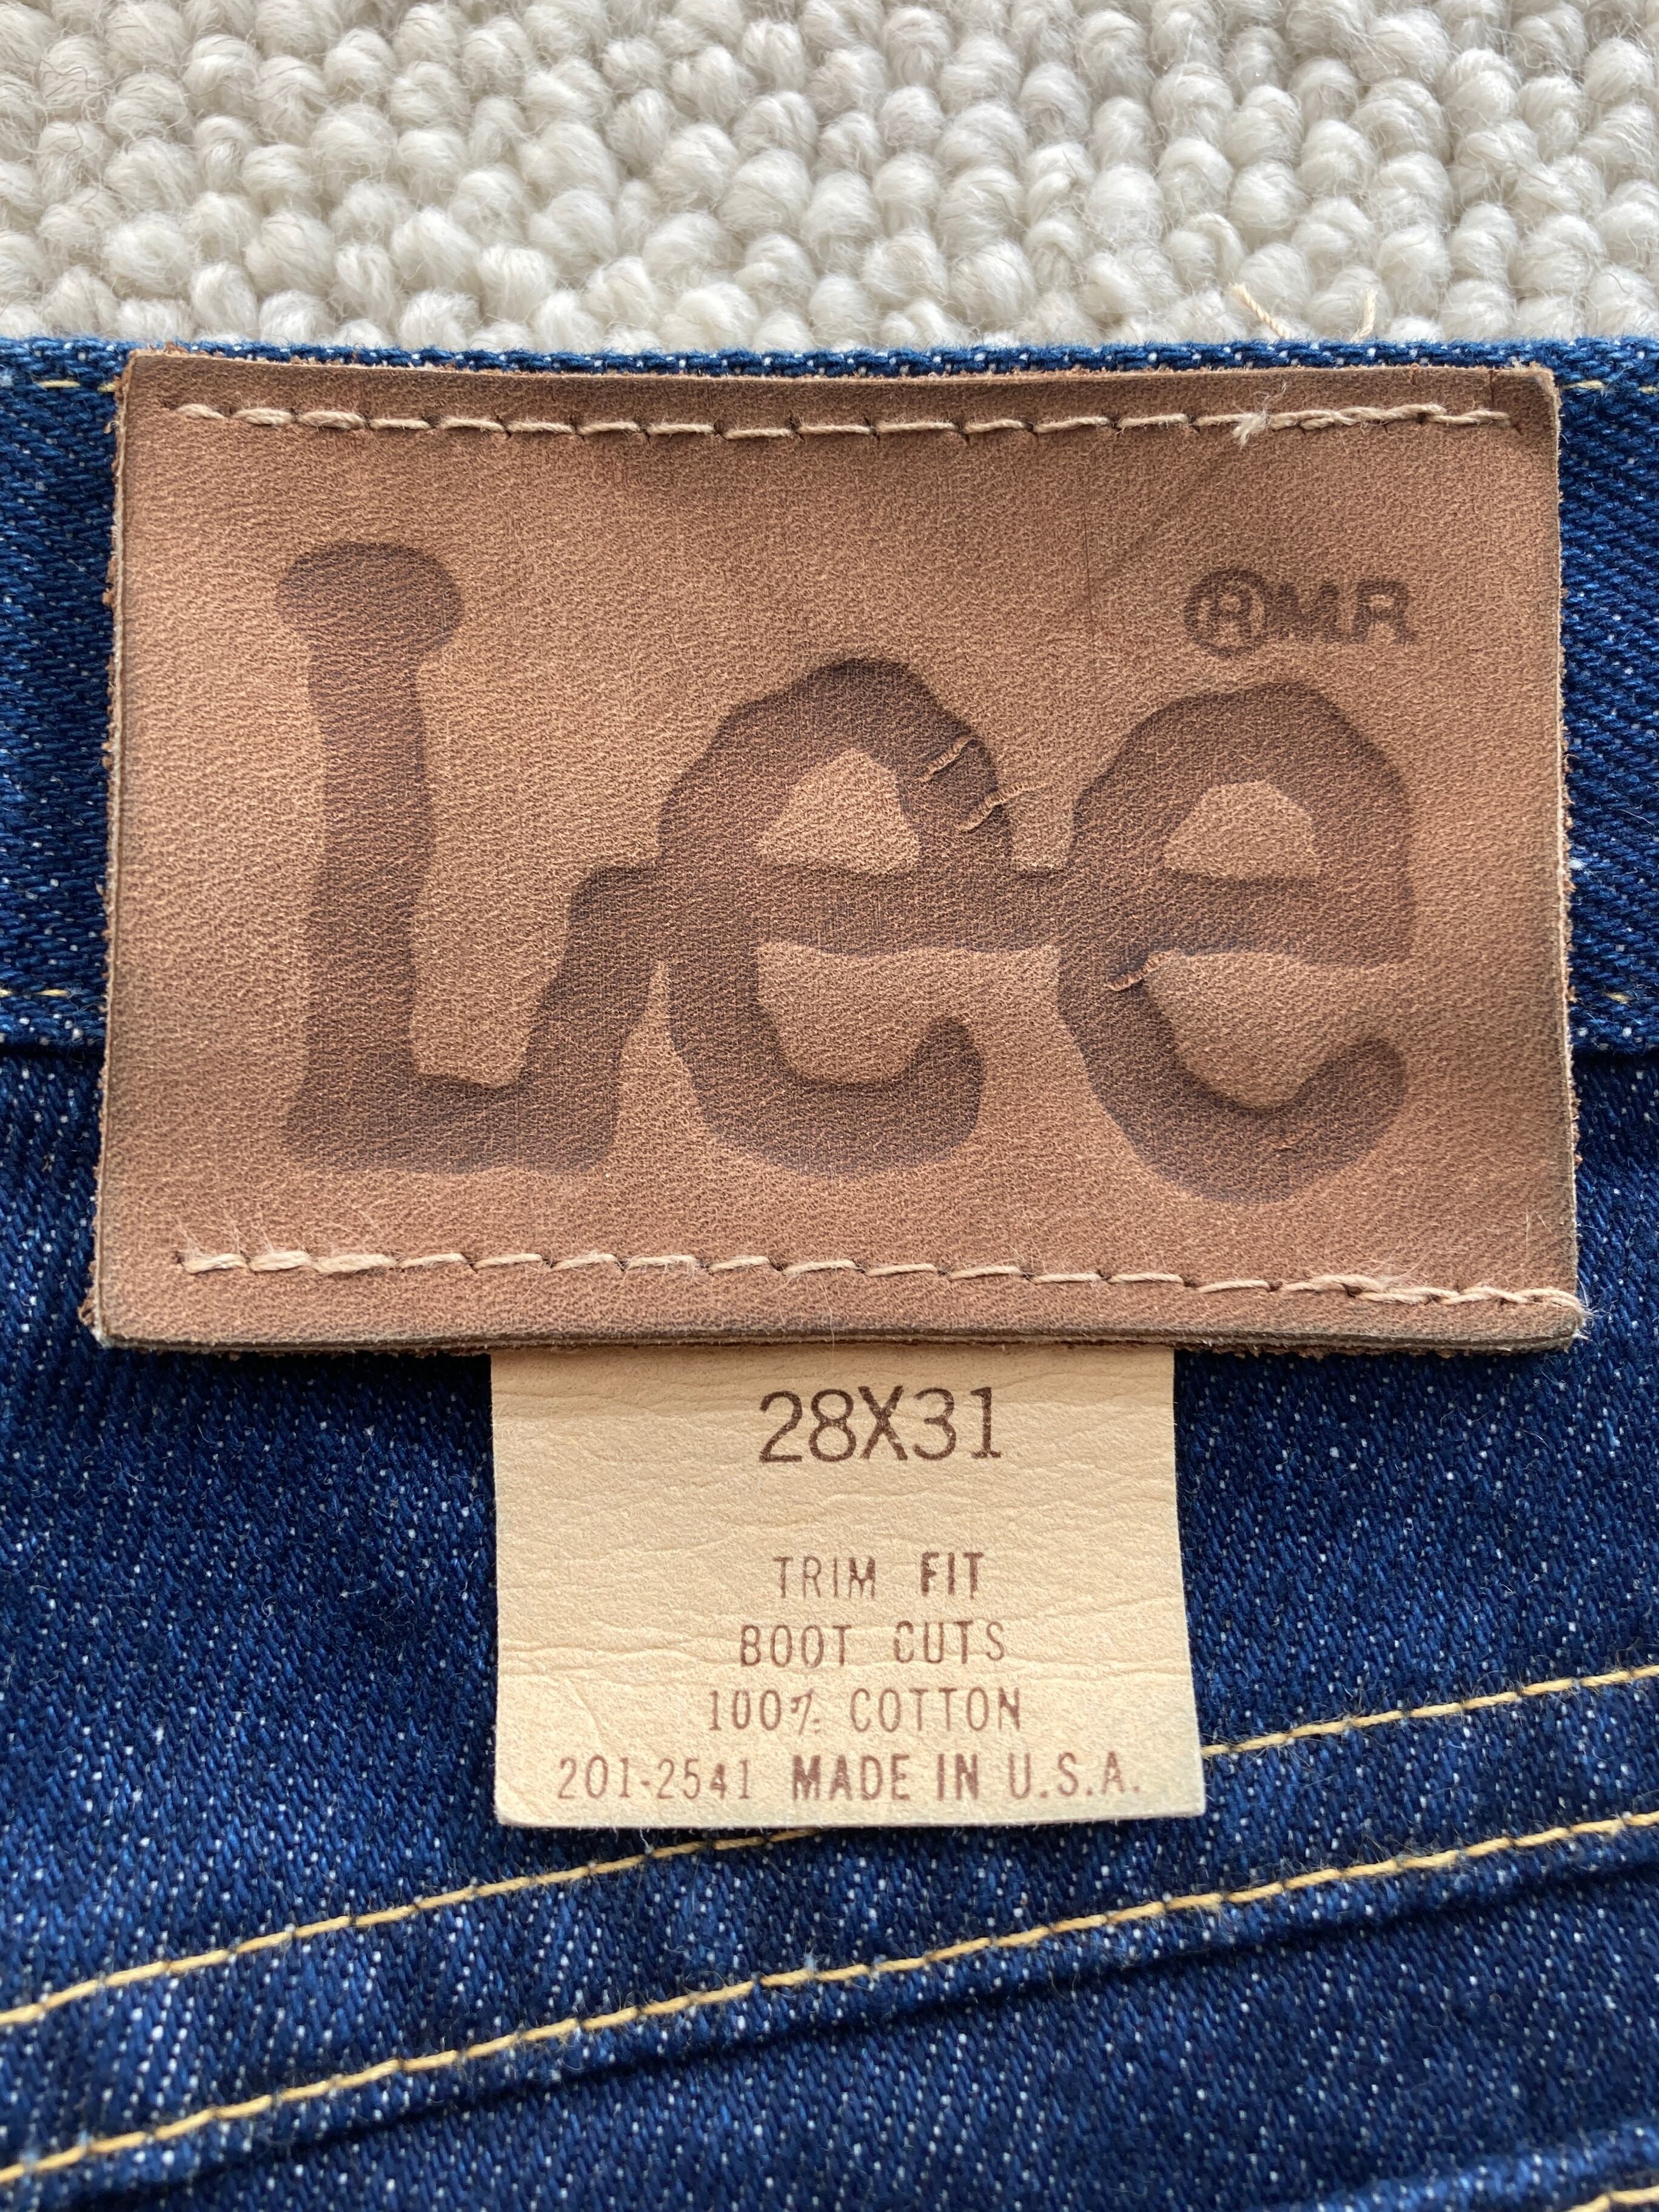 Lee ®M.R.
28X31
TRIM FIT
BOOT CUTS
100% COTTON
201-2541 MADE IN U.S.A.